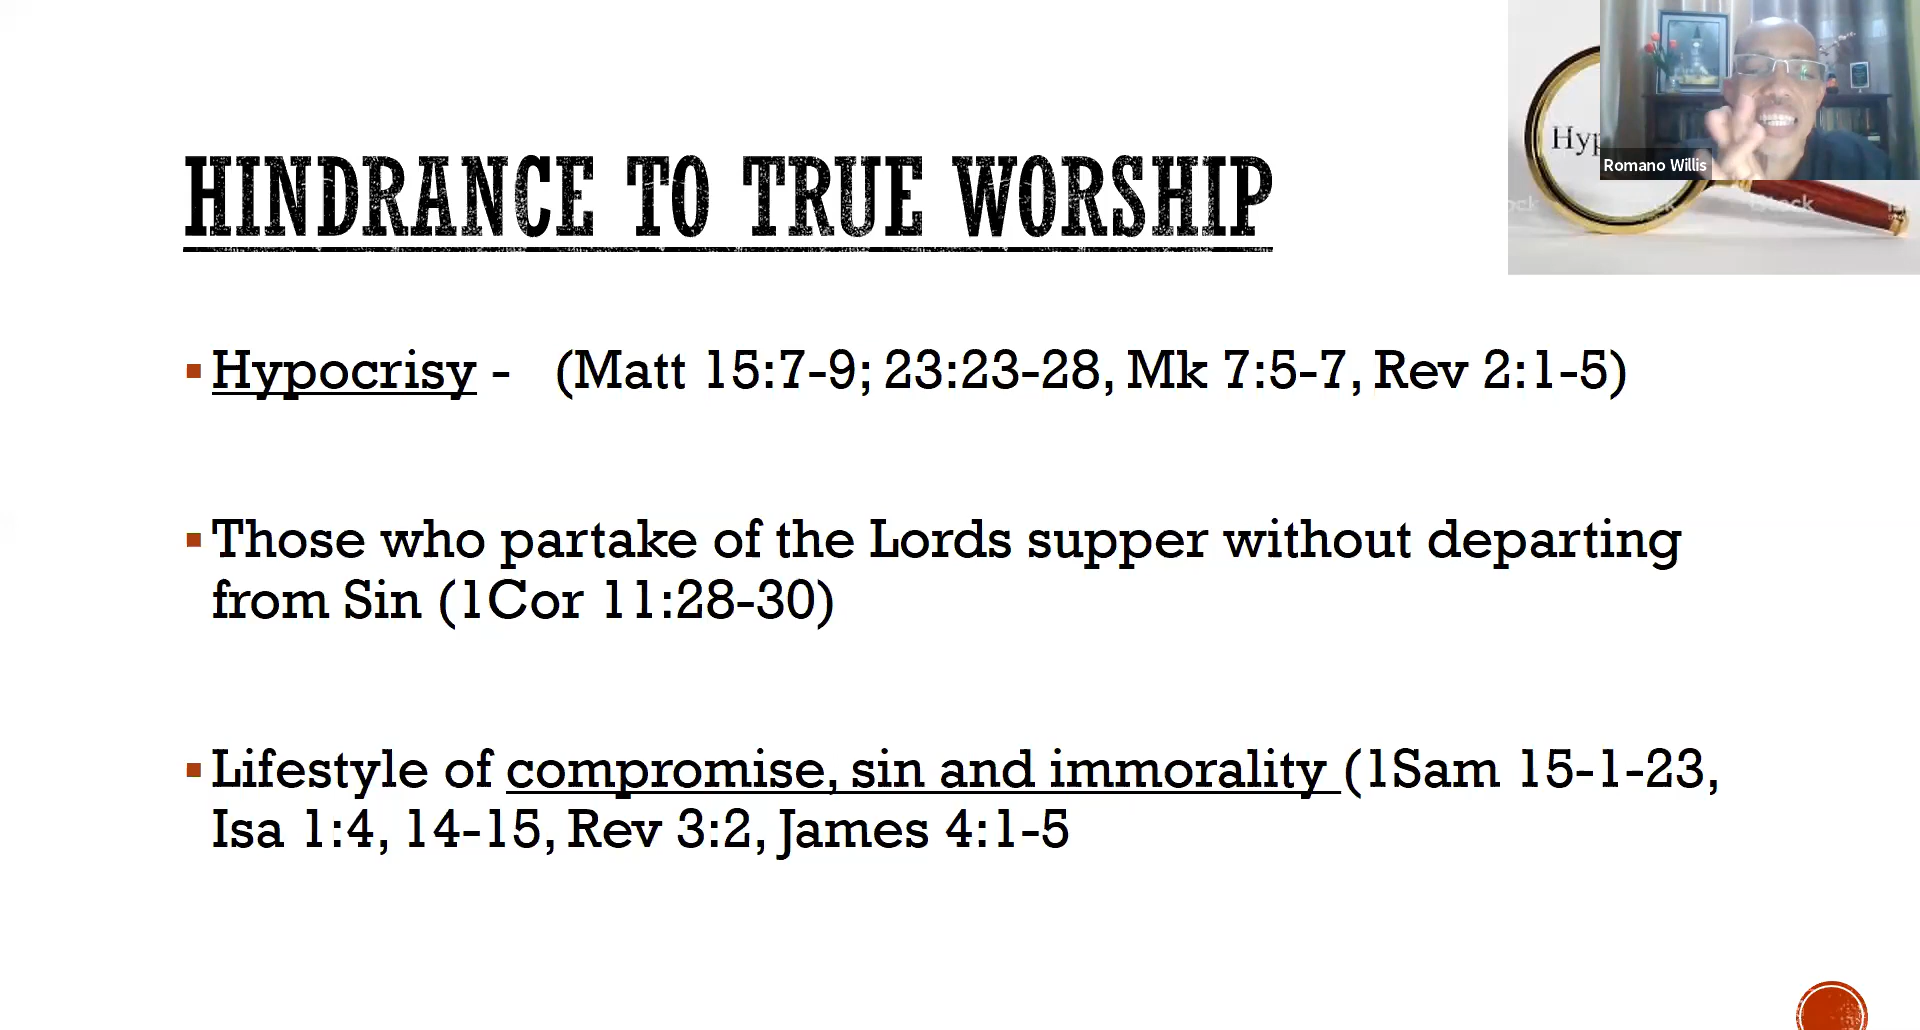 Hyp
Romano Willis
iStock
HINDRANCE TO TRUE WORSHIP
Hypocrisy - (Matt 15:7-9; 23:23-28, Mk 7:5-7, Rev 2:1-5)
Those who partake of the Lords supper without departing
from Sin (1Cor 11:28-30)
Lifestyle of compromise, sin and immorality (1Sam 15-1-23,
Isa 1:4, 14-15, Rev 3:2, James 4:1-5